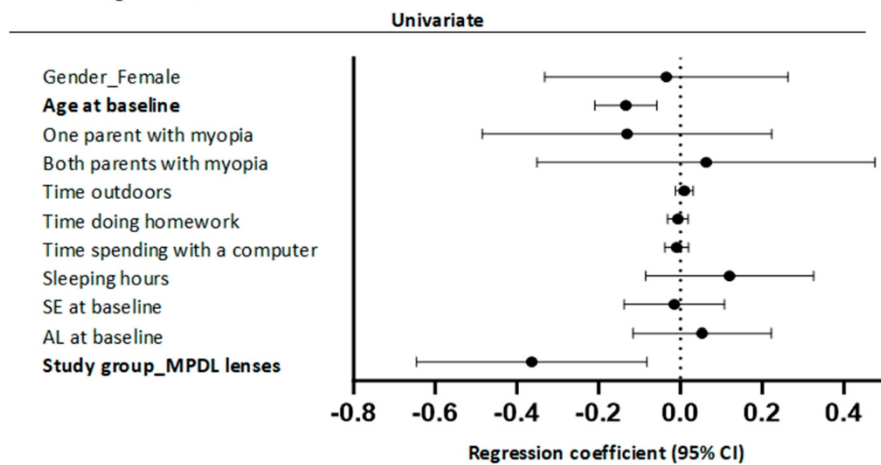 Univariate
Gender_Female
Age at baseline
One parent with myopia
Both parents with myopia
Time outdoors
Time doing homework
Time spending with a computer
Sleeping hours
SE at baseline
AL at baseline
Study group_MPDL lenses
-0.8 -0.6 -0.4 -0.2 0.0 0.2 0.4
Regression coefficient (95% CI)